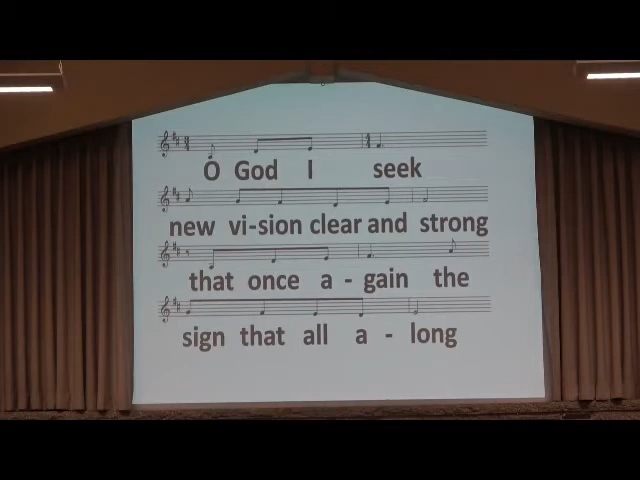 O God I seek
new vi-sion clear and strong
that once a - gain the
sign that all a - long